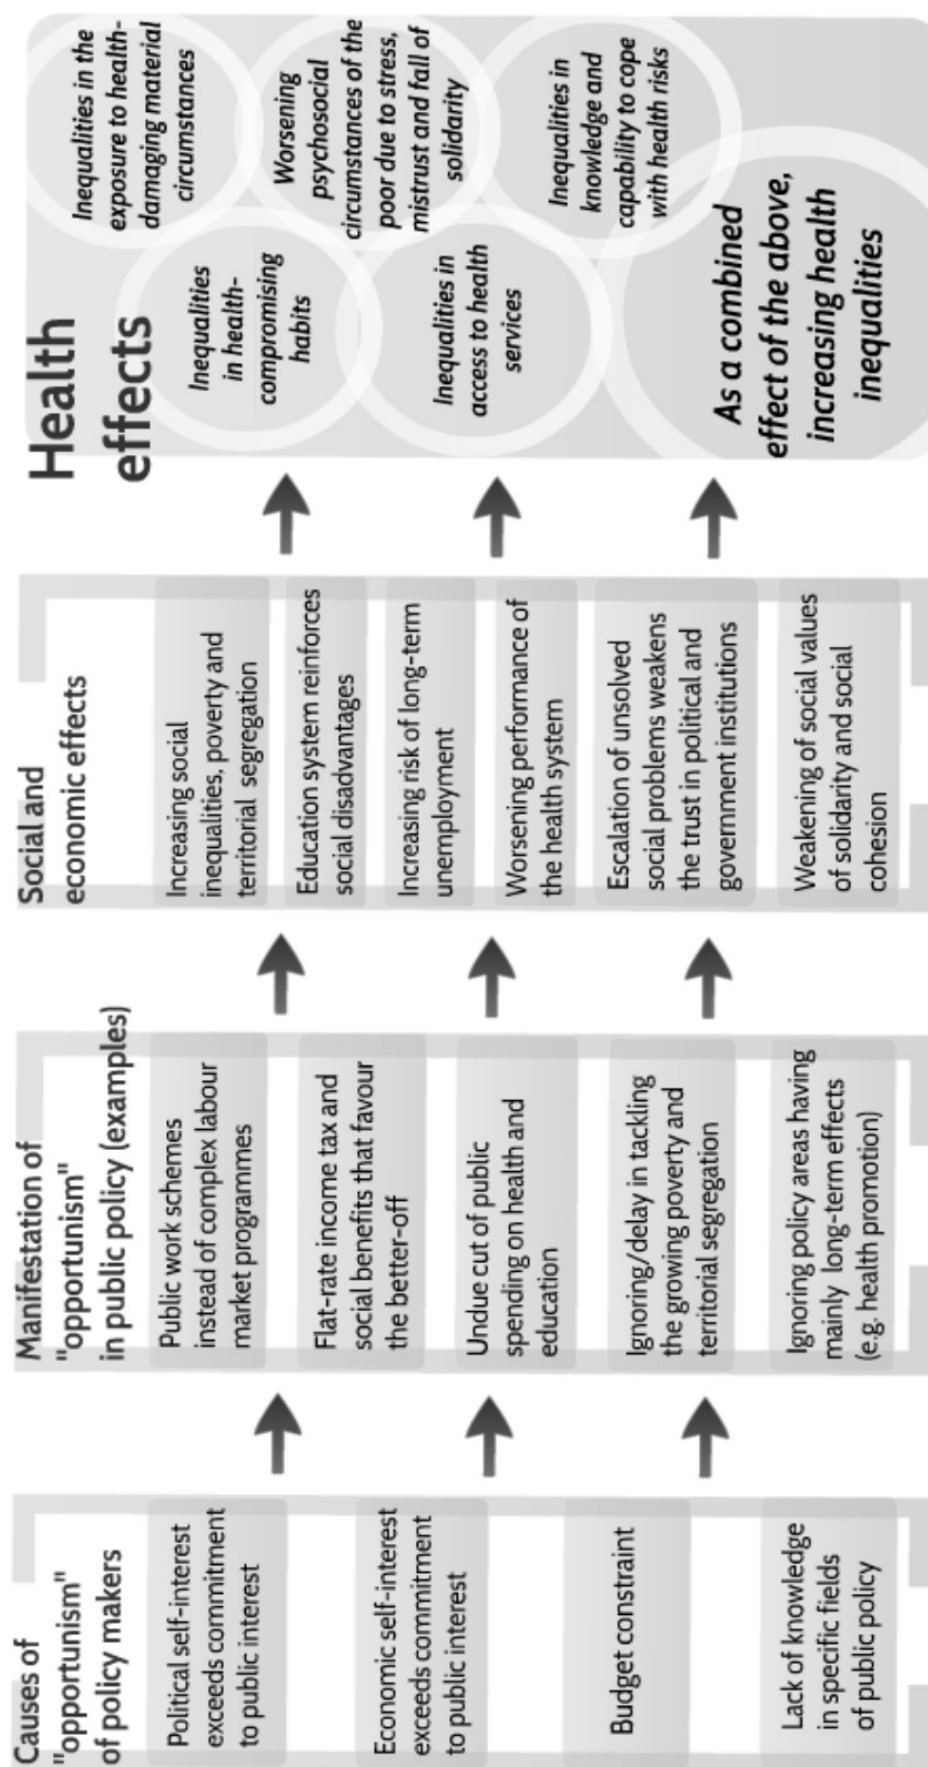 Causes of
"opportunism"
of policy makers
Political self-interest
exceeds commitment
to public interest
Economic self-interest
exceeds commitment
to public interest
Budget constraint
Lack of knowledge
in specific fields
of public policy
Manifestation of
"opportunism"
in public policy (examples)
Public work schemes
instead of complex labour
market programmes
Flat-rate income tax and
social benefits that favour
the better-off
Undue cut of public
spending on health and
education
Ignoring/delay in tackling
the growing poverty and
territorial segregation
Ignoring policy areas having
mainly long-term effects
(e.g. health promotion)
Social and
economic effects
Increasing social
inequalities, poverty and
territorial segregation
Education system reinforces
social disadvantages
Increasing risk of long-term
unemployment
Worsening performance of
the health system
Escalation of unsolved
social problems weakens
the trust in political and
government institutions
Weakening of social values
of solidarity and social
cohesion
Health
effects
Inequalities in the
exposure to health-
damaging material
circumstances
Inequalities
in health-
compromising
habits
Worsening
psychosocial
circumstances of the
poor due to stress,
mistrust and fall of
solidarity
Inequalities in
access to health
services
Inequalities in
knowledge and
capability to cope
with health risks
As a combined
effect of the above,
increasing health
inequalities